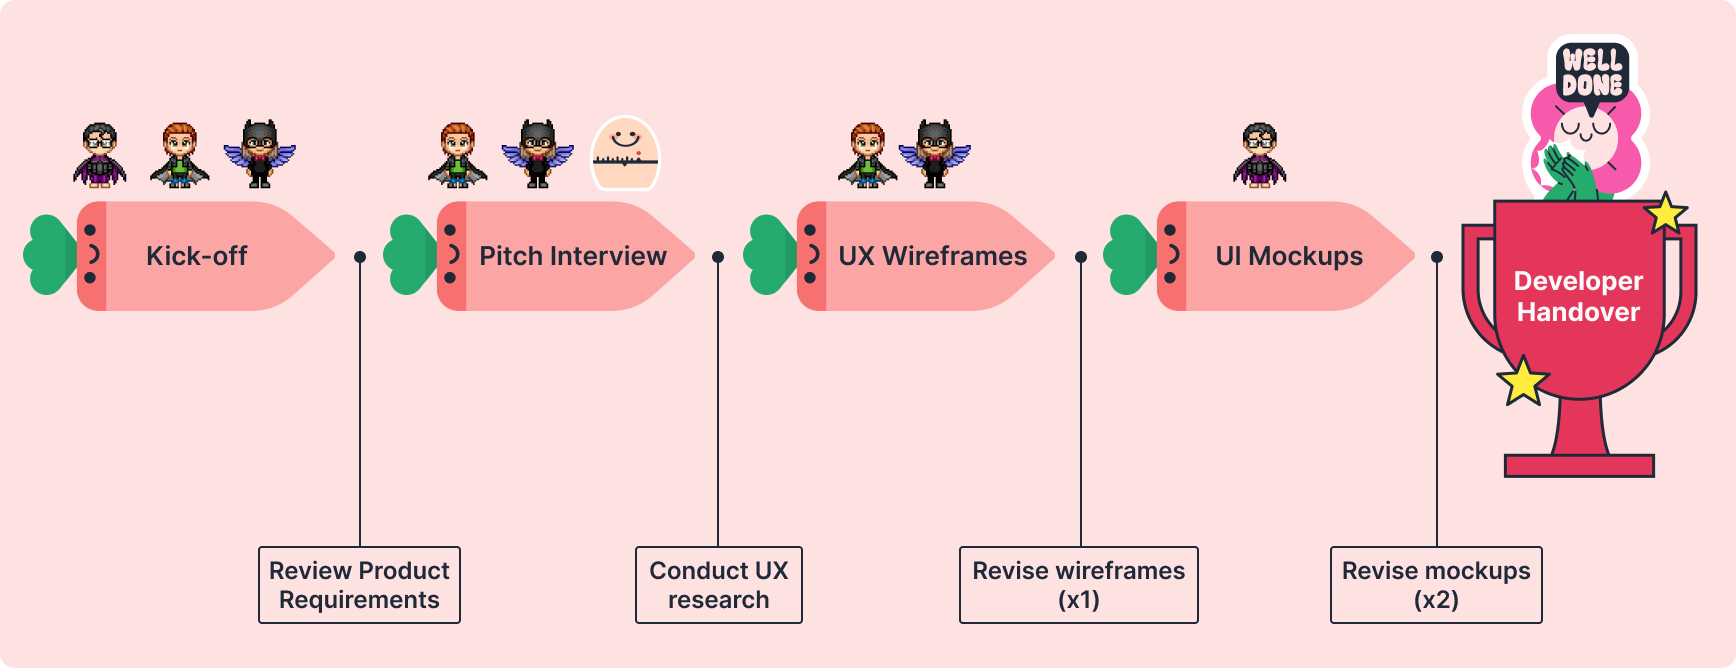 WELL
DONE
Kick-off
Pitch Interview
UX Wireframes
UI Mockups
Developer
Handover
Review Product
Requirements
Conduct UX
research
Revise wireframes
(x1)
Revise mockups
(x2)